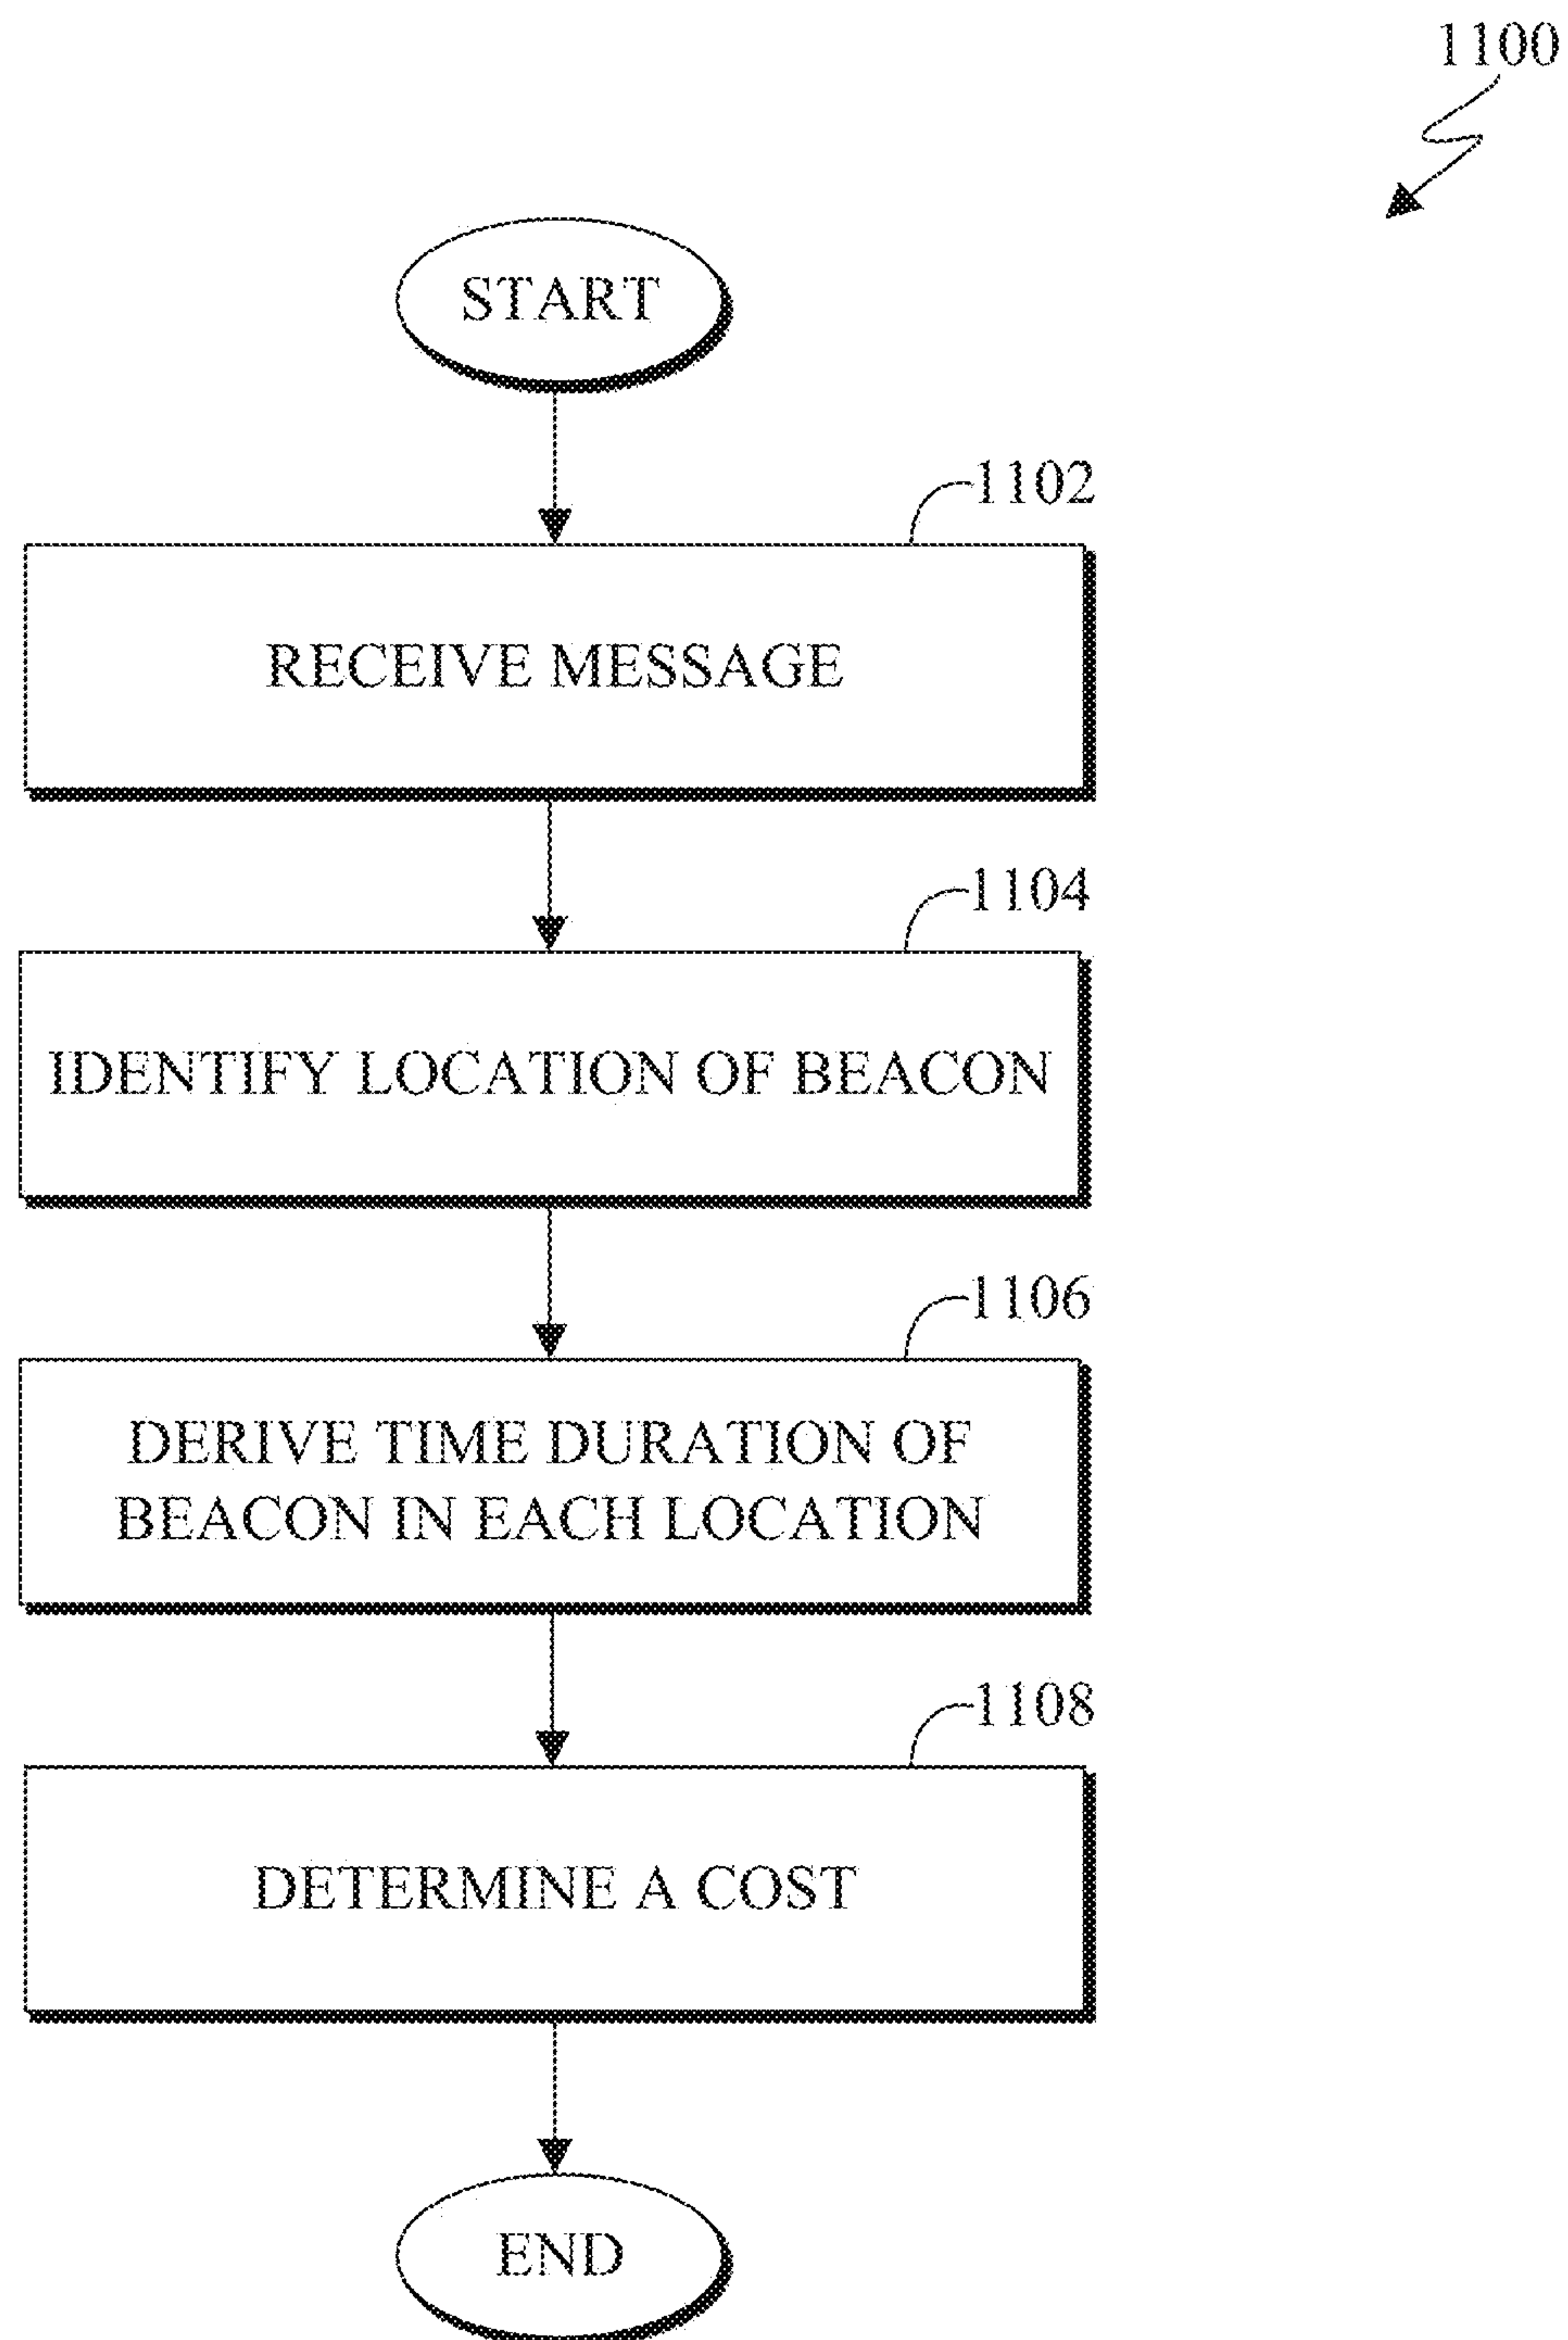 1100
START
1102
RECEIVE MESSAGE
1104
IDENTIFY LOCATION OF BEACON
1106
DERIVE TIME DURATION OF
BEACON IN EACH LOCATION
1108
DETERMINE A COST
END